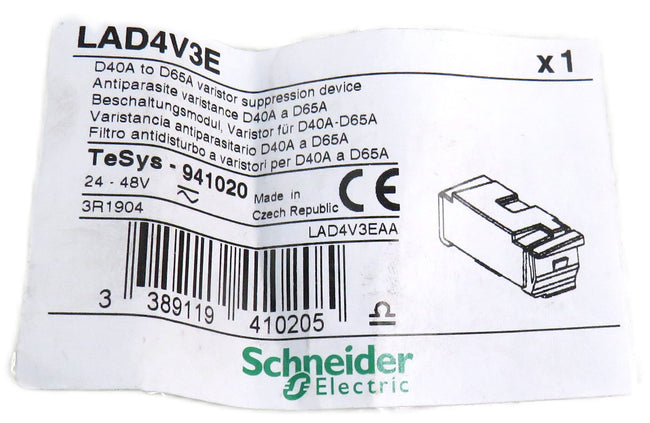 LAD4V3E
x 1
D40A to D65A varistor suppression device
Antiparasite varistance D40A a D65A
Beschaltungsmodul, Varistor für D40A-D65A
Varistancia antiparasitario D40A a D65A
Filtro antidisturbo a varistori per D40A a D65A
TeSys - 941020
24 - 48V
Made in
Czech Republic
CE
3R1904
LAD4V3EAA
3 389119 410205
Schneider
Electric